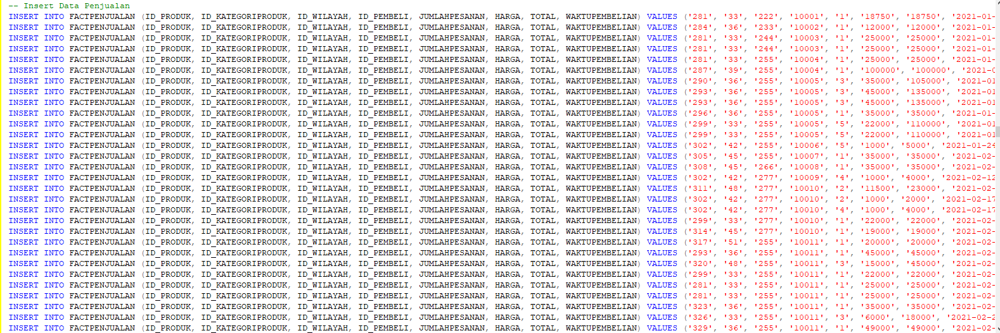 -- Insert Data Penjualan
INSERT INTO FACTPENJUALAN (ID_PRODUK, ID_KATEGORIPRODUK, ID_WILAYAH, ID_PEMBELI, JUMLAHPESANAN, HARGA, TOTAL, WAKTUPEMBELIAN) VALUES ('281', '33', '222', '10001', '1', '18750', '18750', '2021-01-
INSERT INTO FACTPENJUALAN (ID_PRODUK, ID_KATEGORIPRODUK, ID_WILAYAH, ID_PEMBELI, JUMLAHPESANAN, HARGA, TOTAL, WAKTUPEMBELIAN) VALUES ('284', '36', '233', '10002', '1', '12000', '12000', '2021-01-
INSERT INTO FACTPENJUALAN (ID_PRODUK, ID_KATEGORIPRODUK, ID_WILAYAH, ID_PEMBELI, JUMLAHPESANAN, HARGA, TOTAL, WAKTUPEMBELIAN) VALUES ('281', '33', '244', '10003', '1', '25000', '25000', '2021-01-
INSERT INTO FACTPENJUALAN (ID_PRODUK, ID_KATEGORIPRODUK, ID_WILAYAH, ID_PEMBELI, JUMLAHPESANAN, HARGA, TOTAL, WAKTUPEMBELIAN) VALUES ('281', '33', '244', '10003', '1', '25000', '25000', '2021-01-
INSERT INTO FACTPENJUALAN (ID_PRODUK, ID_KATEGORIPRODUK, ID_WILAYAH, ID_PEMBELI, JUMLAHPESANAN, HARGA, TOTAL, WAKTUPEMBELIAN) VALUES ('281', '33', '255', '10004', '1', '25000', '25000', '2021-01-
INSERT INTO FACTPENJUALAN (ID_PRODUK, ID_KATEGORIPRODUK, ID_WILAYAH, ID_PEMBELI, JUMLAHPESANAN, HARGA, TOTAL, WAKTUPEMBELIAN) VALUES ('287', '39', '255', '10004', '1', '100000', '100000', '2021-0
INSERT INTO FACTPENJUALAN (ID_PRODUK, ID_KATEGORIPRODUK, ID_WILAYAH, ID_PEMBELI, JUMLAHPESANAN, HARGA, TOTAL, WAKTUPEMBELIAN) VALUES ('290', '36', '255', '10005', '3', '35000', '105000', '2021-01
INSERT INTO FACTPENJUALAN (ID_PRODUK, ID_KATEGORIPRODUK, ID_WILAYAH, ID_PEMBELI, JUMLAHPESANAN, HARGA, TOTAL, WAKTUPEMBELIAN) VALUES ('293', '36', '255', '10005', '3', '45000', '135000', '2021-01
INSERT INTO FACTPENJUALAN (ID_PRODUK, ID_KATEGORIPRODUK, ID_WILAYAH, ID_PEMBELI, JUMLAHPESANAN, HARGA, TOTAL, WAKTUPEMBELIAN) VALUES ('293', '36', '255', '10005', '3', '45000', '135000', '2021-01
INSERT INTO FACTPENJUALAN (ID_PRODUK, ID_KATEGORIPRODUK, ID_WILAYAH, ID_PEMBELI, JUMLAHPESANAN, HARGA, TOTAL, WAKTUPEMBELIAN) VALUES ('296', '36', '255', '10005', '1', '35000', '35000', '2021-01-
INSERT INTO FACTPENJUALAN (ID_PRODUK, ID_KATEGORIPRODUK, ID_WILAYAH, ID_PEMBELI, JUMLAHPESANAN, HARGA, TOTAL, WAKTUPEMBELIAN) VALUES ('299', '33', '255', '10005', '5', '22000', '110000', '2021-01
INSERT INTO FACTPENJUALAN (ID_PRODUK, ID_KATEGORIPRODUK, ID_WILAYAH, ID_PEMBELI, JUMLAHPESANAN, HARGA, TOTAL, WAKTUPEMBELIAN) VALUES ('299', '33', '255', '10005', '5', '22000', '110000', '2021-01
INSERT INTO FACTPENJUALAN (ID_PRODUK, ID_KATEGORIPRODUK, ID_WILAYAH, ID_PEMBELI, JUMLAHPESANAN, HARGA, TOTAL, WAKTUPEMBELIAN) VALUES ('302', '42', '255', '10006', '5', '1000', '5000', '2021-01-24
INSERT INTO FACTPENJUALAN (ID_PRODUK, ID_KATEGORIPRODUK, ID_WILAYAH, ID_PEMBELI, JUMLAHPESANAN, HARGA, TOTAL, WAKTUPEMBELIAN) VALUES ('305', '45', '255', '10007', '1', '35000', '35000', '2021-02-
INSERT INTO FACTPENJUALAN (ID_PRODUK, ID_KATEGORIPRODUK, ID_WILAYAH, ID_PEMBELI, JUMLAHPESANAN, HARGA, TOTAL, WAKTUPEMBELIAN) VALUES ('308', '45', '266', '10008', '1', '35000', '35000', '2021-02-
INSERT INTO FACTPENJUALAN (ID_PRODUK, ID_KATEGORIPRODUK, ID_WILAYAH, ID_PEMBELI, JUMLAHPESANAN, HARGA, TOTAL, WAKTUPEMBELIAN) VALUES ('302', '42', '277', '10009', '4', '1000', '4000', '2021-02-12
INSERT INTO FACTPENJUALAN (ID_PRODUK, ID_KATEGORIPRODUK, ID_WILAYAH, ID_PEMBELI, JUMLAHPESANAN, HARGA, TOTAL, WAKTUPEMBELIAN) VALUES ('311', '48', '277', '10010', '2', '11500', '23000', '2021-02-
INSERT INTO FACTPENJUALAN (ID_PRODUK, ID_KATEGORIPRODUK, ID_WILAYAH, ID_PEMBELI, JUMLAHPESANAN, HARGA, TOTAL, WAKTUPEMBELIAN) VALUES ('302', '42', '277', '10010', '2', '1000', '2000', '2021-02-17
INSERT INTO FACTPENJUALAN (ID_PRODUK, ID_KATEGORIPRODUK, ID_WILAYAH, ID_PEMBELI, JUMLAHPESANAN, HARGA, TOTAL, WAKTUPEMBELIAN) VALUES ('302', '42', '277', '10010', '4', '1000', '4000', '2021-02-17
INSERT INTO FACTPENJUALAN (ID_PRODUK, ID_KATEGORIPRODUK, ID_WILAYAH, ID_PEMBELI, JUMLAHPESANAN, HARGA, TOTAL, WAKTUPEMBELIAN) VALUES ('299', '33', '277', '10010', '1', '22000', '22000', '2021-02-
INSERT INTO FACTPENJUALAN (ID_PRODUK, ID_KATEGORIPRODUK, ID_WILAYAH, ID_PEMBELI, JUMLAHPESANAN, HARGA, TOTAL, WAKTUPEMBELIAN) VALUES ('314', '45', '277', '10010', '1', '19000', '19000', '2021-02-
INSERT INTO FACTPENJUALAN (ID_PRODUK, ID_KATEGORIPRODUK, ID_WILAYAH, ID_PEMBELI, JUMLAHPESANAN, HARGA, TOTAL, WAKTUPEMBELIAN) VALUES ('317', '51', '255', '10011', '1', '20000', '20000', '2021-02-
INSERT INTO FACTPENJUALAN (ID_PRODUK, ID_KATEGORIPRODUK, ID_WILAYAH, ID_PEMBELI, JUMLAHPESANAN, HARGA, TOTAL, WAKTUPEMBELIAN) VALUES ('293', '36', '255', '10011', '1', '45000', '45000', '2021-02-
INSERT INTO FACTPENJUALAN (ID_PRODUK, ID_KATEGORIPRODUK, ID_WILAYAH, ID_PEMBELI, JUMLAHPESANAN, HARGA, TOTAL, WAKTUPEMBELIAN) VALUES ('320', '48', '255', '10011', '3', '15000', '45000', '2021-02-
INSERT INTO FACTPENJUALAN (ID_PRODUK, ID_KATEGORIPRODUK, ID_WILAYAH, ID_PEMBELI, JUMLAHPESANAN, HARGA, TOTAL, WAKTUPEMBELIAN) VALUES ('299', '33', '255', '10011', '1', '22000', '22000', '2021-02-
INSERT INTO FACTPENJUALAN (ID_PRODUK, ID_KATEGORIPRODUK, ID_WILAYAH, ID_PEMBELI, JUMLAHPESANAN, HARGA, TOTAL, WAKTUPEMBELIAN) VALUES ('281', '33', '255', '10011', '1', '25000', '25000', '2021-02-
INSERT INTO FACTPENJUALAN (ID_PRODUK, ID_KATEGORIPRODUK, ID_WILAYAH, ID_PEMBELI, JUMLAHPESANAN, HARGA, TOTAL, WAKTUPEMBELIAN) VALUES ('281', '33', '255', '10011', '1', '25000', '25000', '2021-02-
INSERT INTO FACTPENJUALAN (ID_PRODUK, ID_KATEGORIPRODUK, ID_WILAYAH, ID_PEMBELI, JUMLAHPESANAN, HARGA, TOTAL, WAKTUPEMBELIAN) VALUES ('323', '36', '255', '10011', '1', '35000', '35000', '2021-02-
INSERT INTO FACTPENJUALAN (ID_PRODUK, ID_KATEGORIPRODUK, ID_WILAYAH, ID_PEMBELI, JUMLAHPESANAN, HARGA, TOTAL, WAKTUPEMBELIAN) VALUES ('326', '33', '255', '10011', '3', '6000', '18000', '2021-02-2
INSERT INTO FACTPENJUALAN (ID_PRODUK, ID_KATEGORIPRODUK, ID_WILAYAH, ID_PEMBELI, JUMLAHPESANAN, HARGA, TOTAL, WAKTUPEMBELIAN) VALUES ('329', '36', '255', '10011', '1', '49000', '49000', '2021-02-